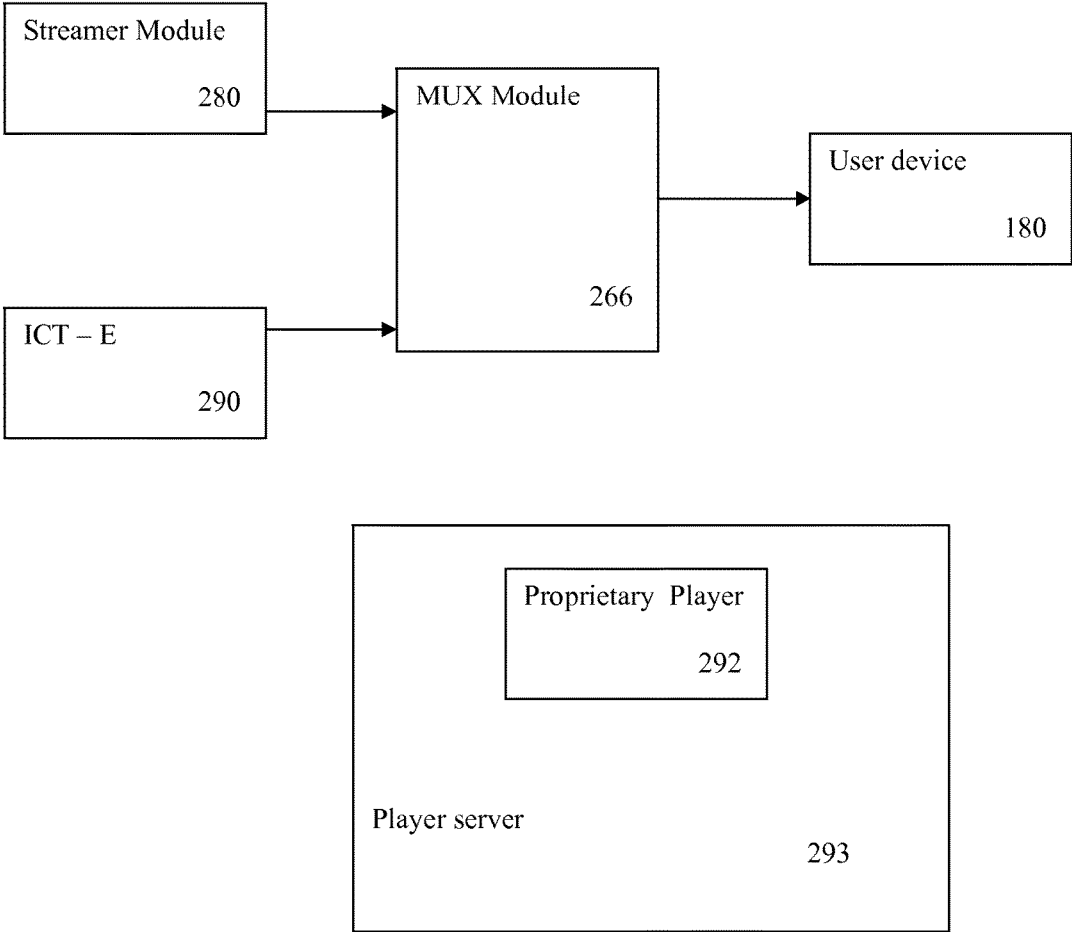 Streamer Module
280
MUX Module
266
User device
180
ICT – E
290
Proprietary Player
292
Player server
293